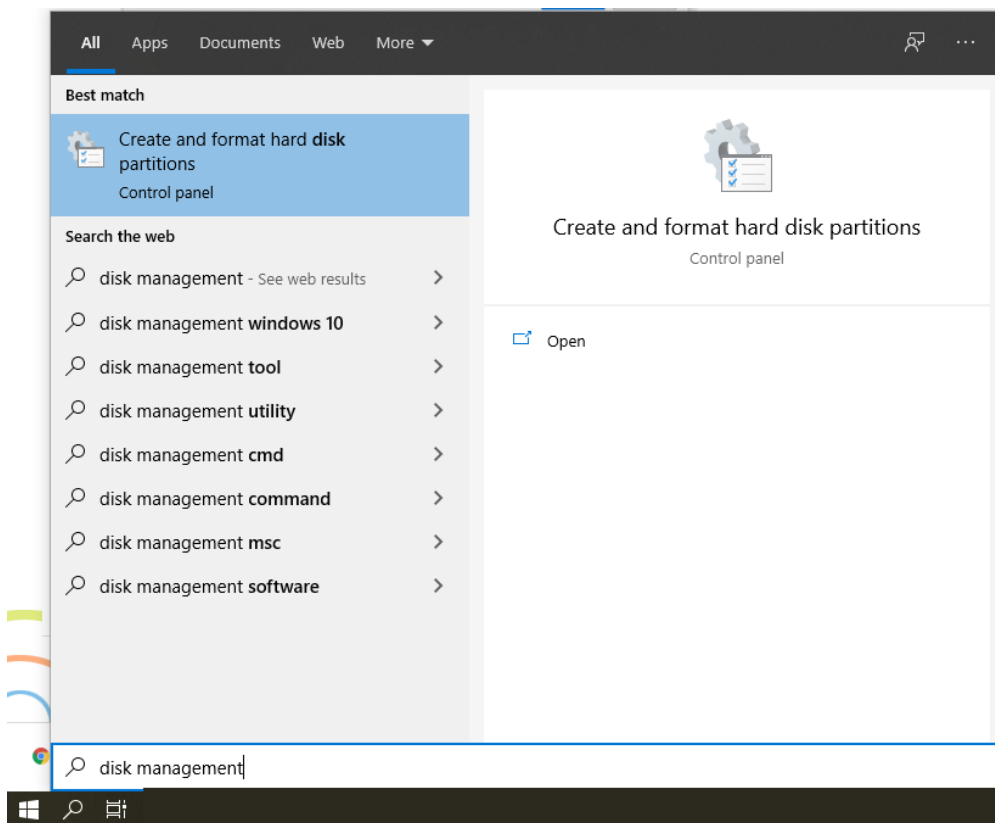 All Apps Documents Web More
Best match
Create and format hard disk
partitions
Control panel
Search the web
disk management - See web results
disk management windows 10
disk management tool
disk management utility
disk management cmd
disk management command
disk management msc
disk management software
Create and format hard disk partitions
Control panel
Open
disk management